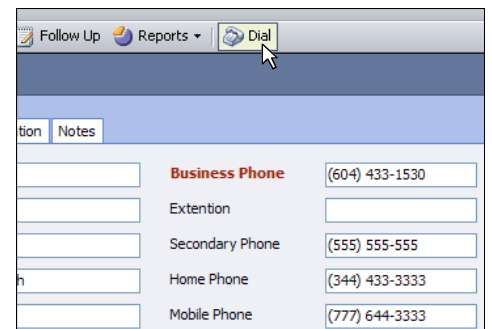 Follow Up Reports Dial
tion Notes
Business Phone (604) 433-1530
Extention
Secondary Phone (555) 555-555
h Home Phone (344) 433-3333
Mobile Phone (777) 644-3333